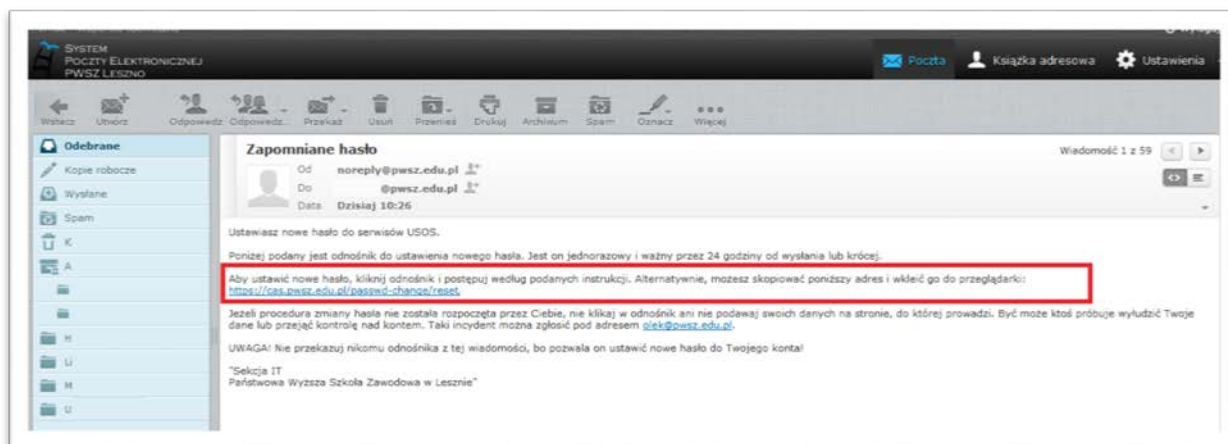 SYSTEM
POCZTY ELEKTRONICZNEJ
PWSZ LESZNO
Poczta
Książka adresowa
Ustawienia
Wstecz Utwórz Odpowiedz Odpowiedz... Przekaż Usuń Przenieś Drukuj Archiwum Spam Oznacz Więcej
Odebrane
Kopie robocze
Wysłane
Spam
K
A
H
Li
M
U
Zapomniane hasło
Wiadomość 1 z 59
Od noreply@pwsz.edu.pl
Do @pwsz.edu.pl
Data Dzisiaj 10:26
Ustawiasz nowe hasło do serwisów USOS.
Poniżej podany jest odnośnik do ustawienia nowego hasła. Jest on jednorazowy i ważny przez 24 godziny od wysłania lub krócej.
Aby ustawić nowe hasło, kliknij odnośnik i postępuj według podanych instrukcji. Alternatywnie, możesz skopiować poniższy adres i wkleić go do przeglądarki:
https://cas.pwsz.edu.pl/passwd-change/reset.
Jeżeli procedura zmiany hasła nie została rozpoczęta przez Ciebie, nie klikaj w odnośnik ani nie podawaj swoich danych na stronie, do której prowadzi. Być może ktoś próbuje wyłudzić Twoje
dane lub przejąć kontrolę nad kontem. Taki incydent można zgłosić pod adresem olek@pwsz.edu.pl.
UWAGA! Nie przekazuj nikomu odnośnika z tej wiadomości, bo pozwala on ustawić nowe hasło do Twojego konta!
"Sekcja IT
Państwowa Wyższa Szkoła Zawodowa w Lesznie"